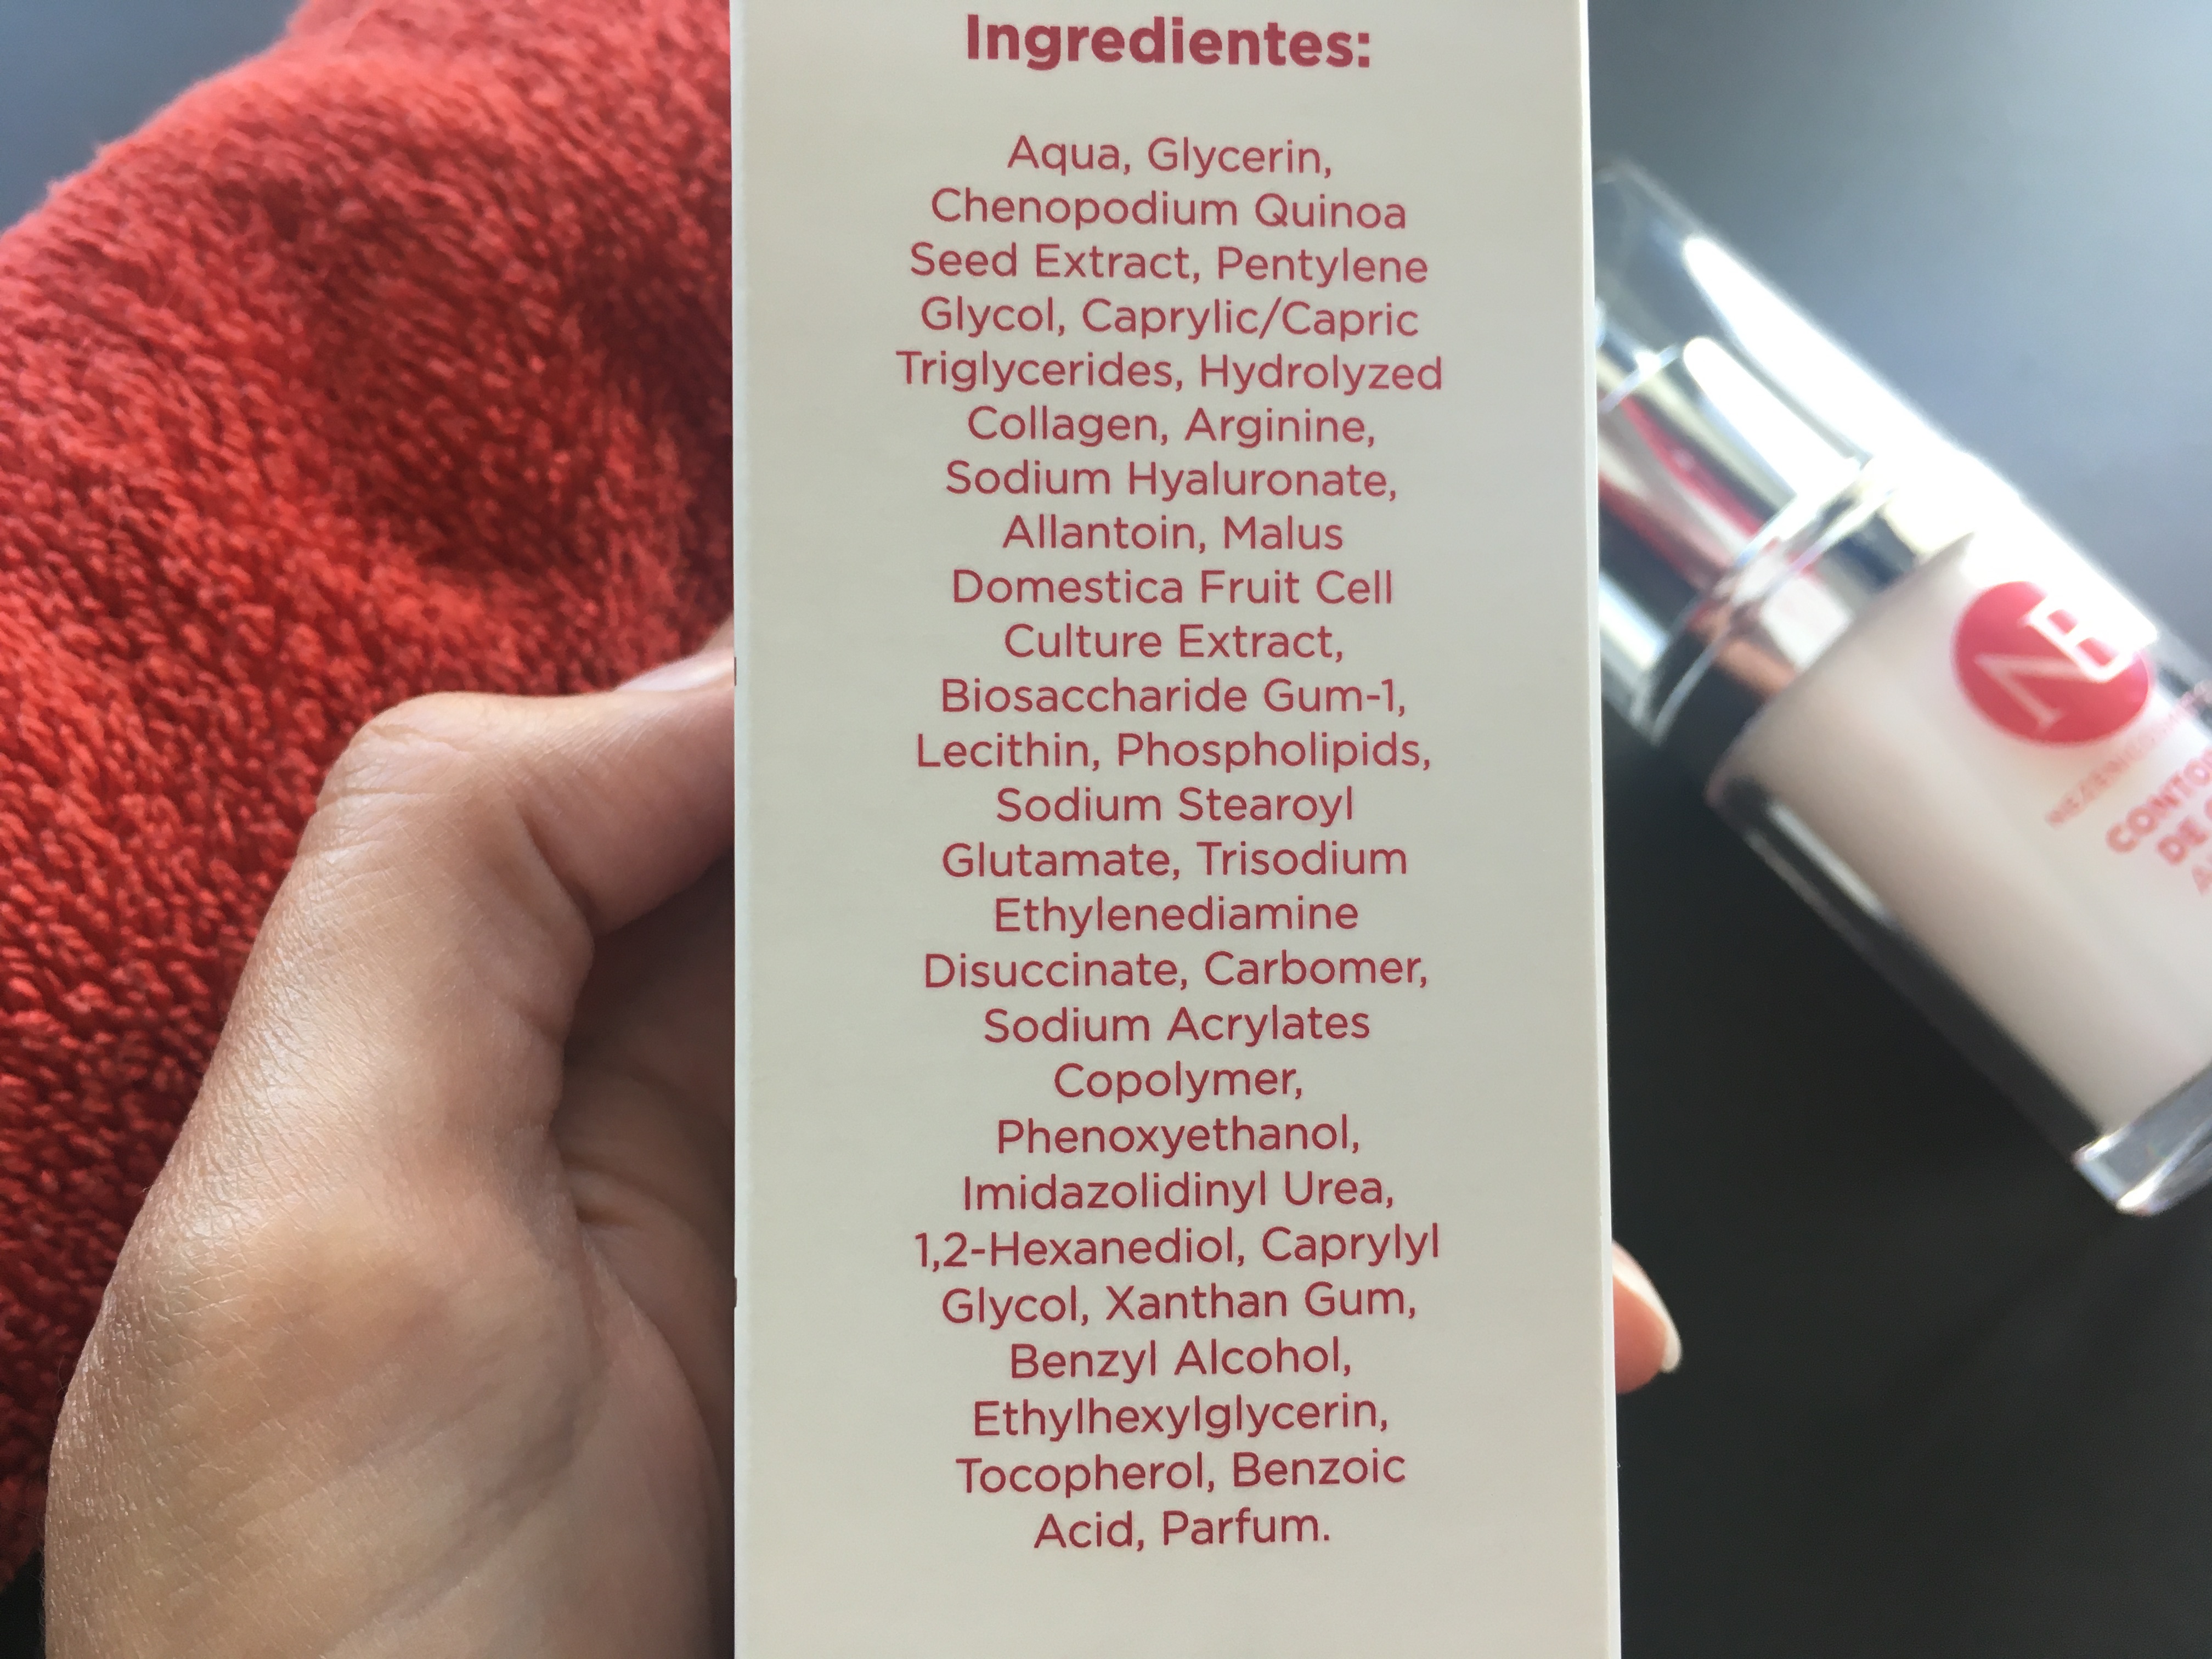 Ingredientes:
Aqua, Glycerin,
Chenopodium Quinoa
Seed Extract, Pentylene
Glycol, Caprylic/Capric
Triglycerides, Hydrolyzed
Collagen, Arginine,
Sodium Hyaluronate,
Allantoin, Malus
Domestica Fruit Cell
Culture Extract,
Biosaccharide Gum-1,
Lecithin, Phospholipids,
Sodium Stearoyl
Glutamate, Trisodium
Ethylenediamine
Disuccinate, Carbomer,
Sodium Acrylates
Copolymer,
Phenoxyethanol,
Imidazolidinyl Urea,
1,2-Hexanediol, Caprylyl
Glycol, Xanthan Gum,
Benzyl Alcohol,
Ethylhexylglycerin,
Tocopherol, Benzoic
Acid, Parfum.
DE